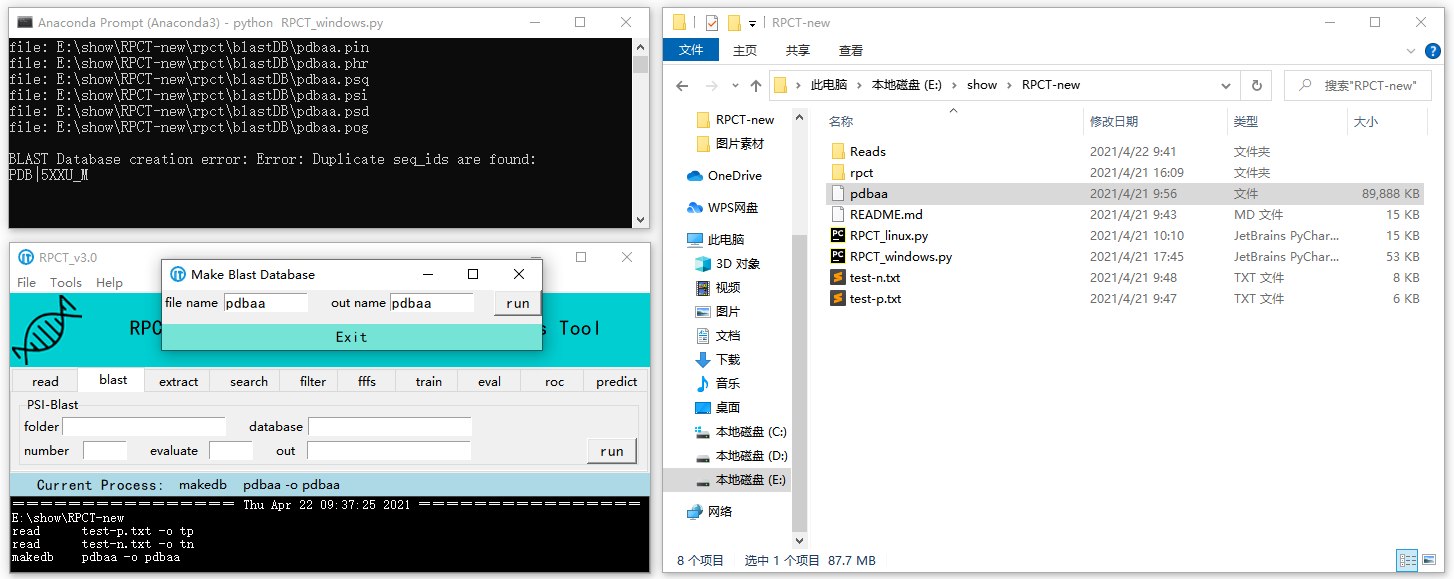 Anaconda Prompt (Anaconda3) - python  RPCT_windows.py
file: E:\show\RPCT-new\rpct\blastDB\pdbaa.pin
file: E:\show\RPCT-new\rpct\blastDB\pdbaa.phr
file: E:\show\RPCT-new\rpct\blastDB\pdbaa.psq
file: E:\show\RPCT-new\rpct\blastDB\pdbaa.psi
file: E:\show\RPCT-new\rpct\blastDB\pdbaa.psd
file: E:\show\RPCT-new\rpct\blastDB\pdbaa.pog
BLAST Database creation error: Error: Duplicate seq_ids are found:
PDB|5XXU_M
RPCT_v3.0
File Tools Help
Make Blast Database
file name pdbaa out name pdbaa run
Exit
RPC s Tool
read blast extract search filter fffs train eval roc predict
PSI-Blast
folder database
number evaluate out run
Current Process: makedb pdbaa -o pdbaa
==================== Thu Apr 22 09:37:25 2021 ====================
E:\show\RPCT-new
read test-p.txt -o tp
read test-n.txt -o tn
makedb pdbaa -o pdbaa
RPCT-new
文件 主页 共享 查看
此电脑 > 本地磁盘 (E:) > show > RPCT-new 搜索"RPCT-new"
RPCT-new
图片素材
OneDrive
WPS网盘
此电脑
3D 对象
视频
图片
文档
下载
音乐
桌面
本地磁盘 (C:)
本地磁盘 (D:)
本地磁盘 (E:)
网络
名称 修改日期 类型 大小
Reads 2021/4/22 9:41 文件夹
rpct 2021/4/21 16:09 文件夹
pdbaa 2021/4/21 9:56 文件 89,888 KB
README.md 2021/4/21 9:43 MD 文件 15 KB
RPCT_linux.py 2021/4/21 10:10 JetBrains PyChar... 15 KB
RPCT_windows.py 2021/4/21 17:45 JetBrains PyChar... 53 KB
test-n.txt 2021/4/21 9:48 TXT 文件 8 KB
test-p.txt 2021/4/21 9:47 TXT 文件 6 KB
8 个项目 选中 1 个项目 87.7 MB